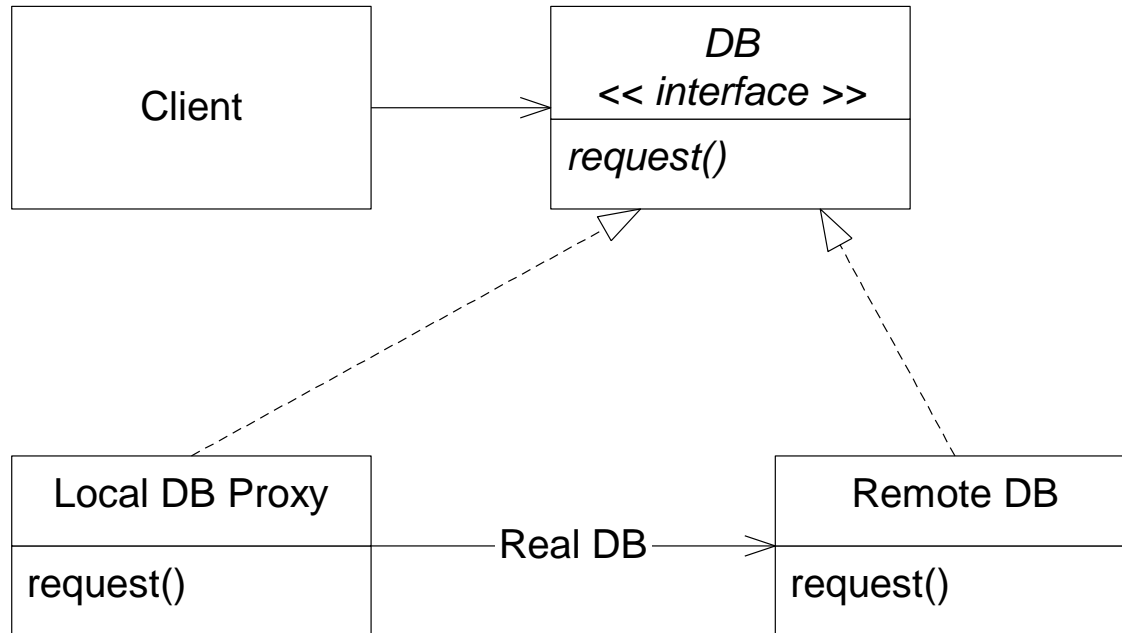 Client
DB
<< interface >>
request()
Local DB Proxy
request()
Real DB
Remote DB
request()